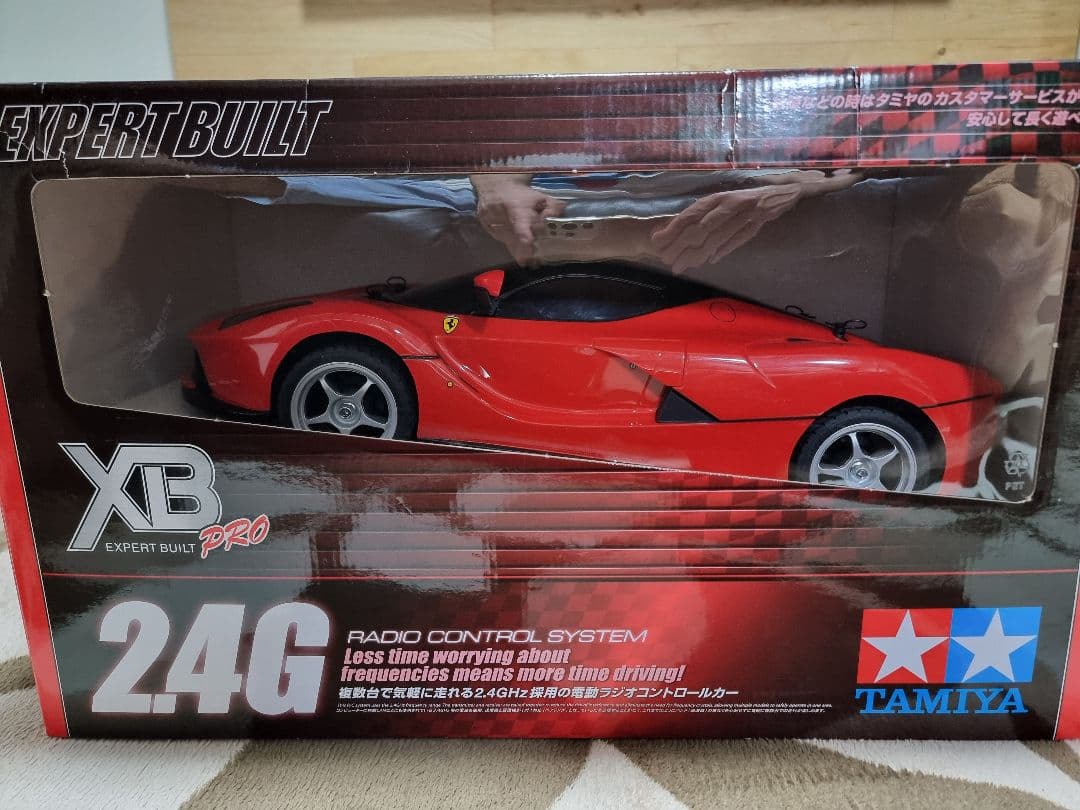 EXPERT BUILT
などの時はタミヤのカスタマーサービスが
安心して長く遊べ
XB
PRO
EXPERT BUILT
PET
2.4G
RADIO CONTROL SYSTEM
Less time worrying about
frequencies means more time driving!
複数台で気軽に走れる2.4GHz採用の電動ラジオコントロールカー
TAMIYA